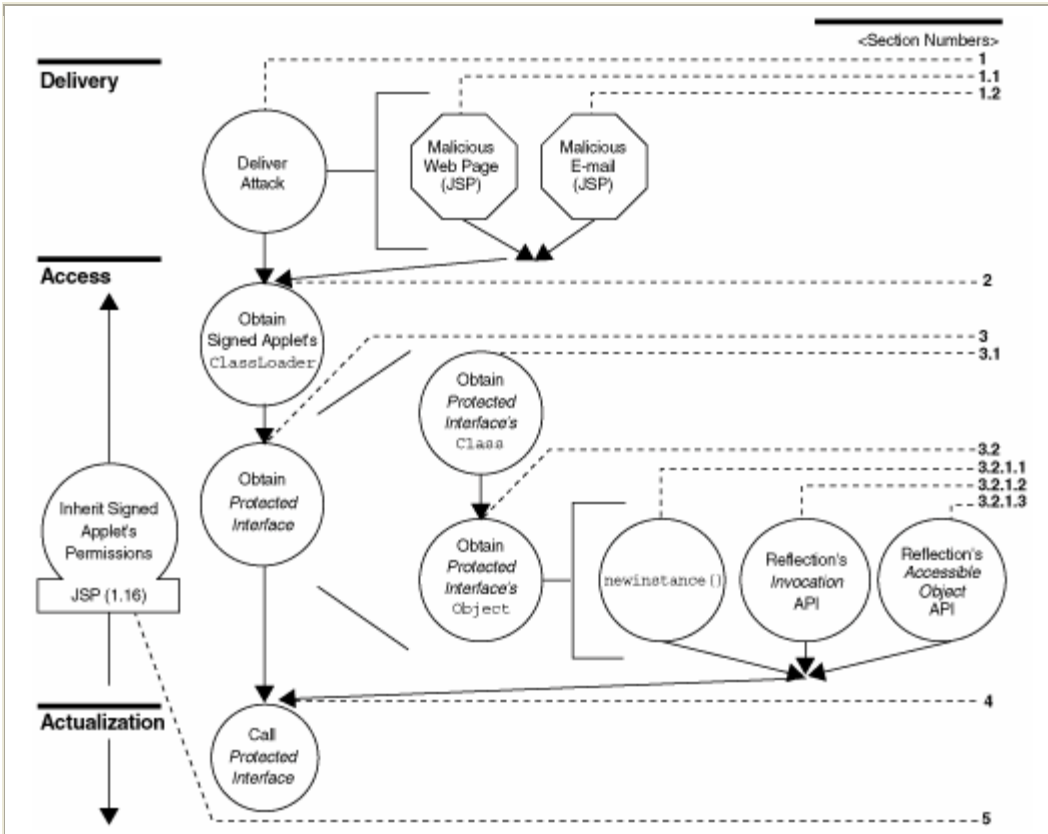 <Section Numbers>
1
Delivery
1.1
1.2
Deliver
Attack
Malicious
Web Page
(JSP)
Malicious
E-mail
(JSP)
Access
2
Obtain
Signed Applet's
ClassLoader
3
3.1
Obtain
Protected
Interface's
Class
3.2
3.2.1.1
3.2.1.2
3.2.1.3
Obtain
Protected
Interface
Inherit Signed
Applet's
Permissions
JSP (1.16)
Obtain
Protected
Interface's
Object
newinstance()
Reflection's
Invocation
API
Reflection's
Accessible
Object
API
4
Actualization
Call
Protected
Interface
5